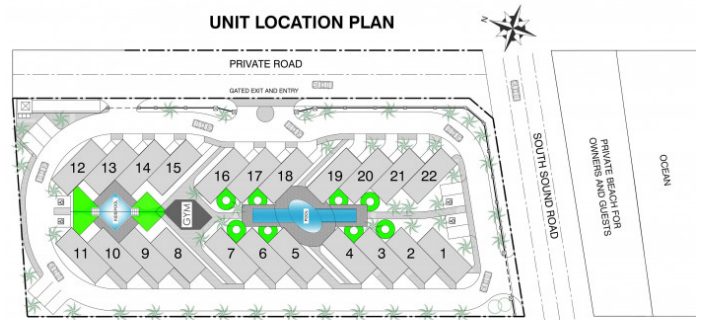 UNIT LOCATION PLAN
N
PRIVATE ROAD
GATED EXIT AND ENTRY
12 13 14 15
16 17 18 19 20 21 22
GYM
POOL
11 10 9 8 7 6 5 4 3 2 1
SOUTH SOUND ROAD
PRIVATE BEACH FOR
OWNERS AND GUESTS
OCEAN